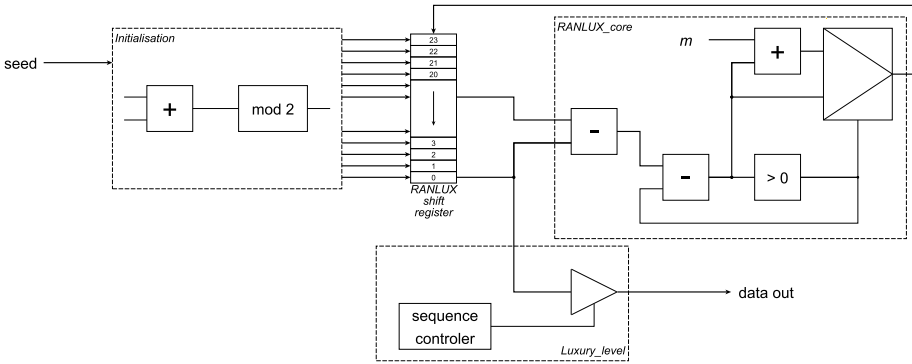 Initialisation
seed
+
mod 2
23
22
21
20
3
2
1
0
RANLUX
shift
register
RANLUX_core
m
+
-
-
> 0
sequence
controler
Luxury_level
data out